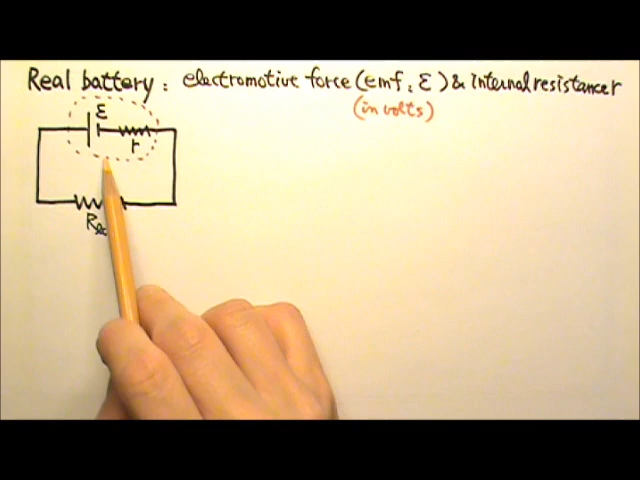 Real battery : electromotive force (emf, ε) & internal resistance r
(in volts)
ε
r